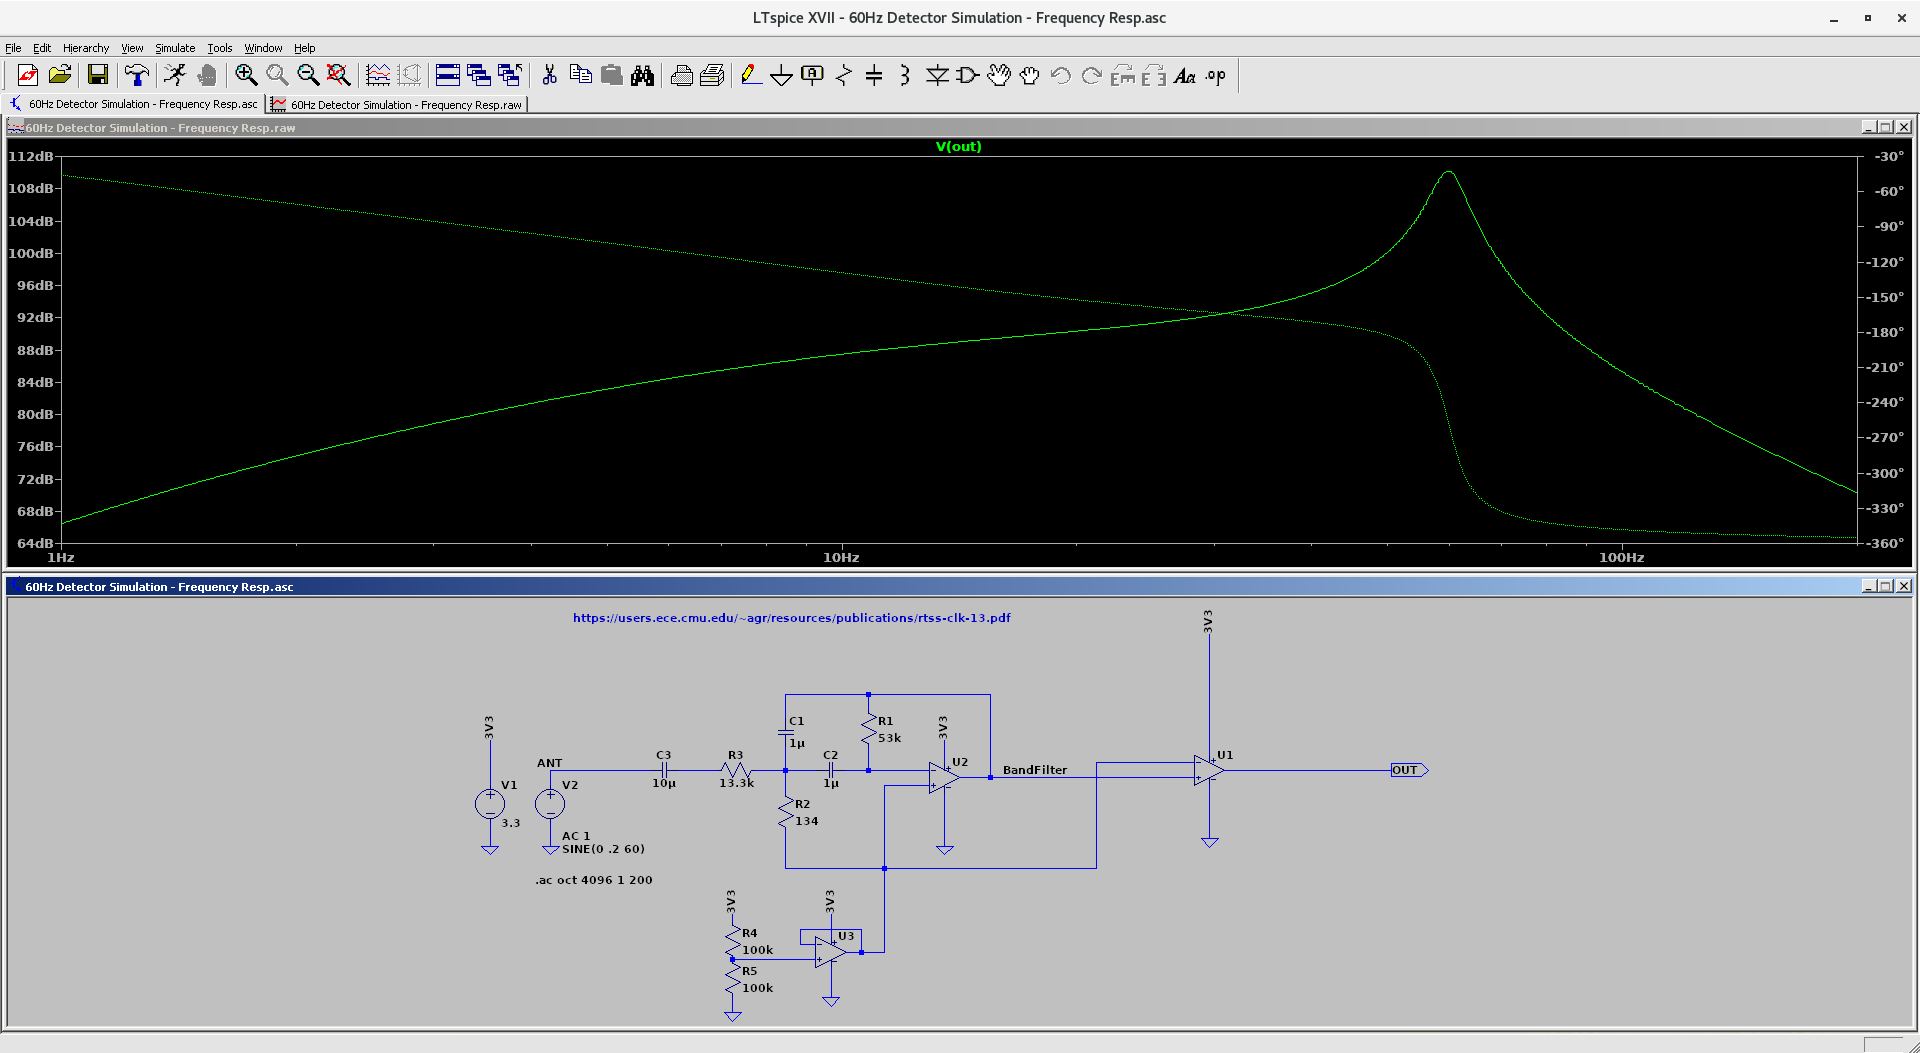 LTspice XVII - 60Hz Detector Simulation - Frequency Resp.asc
File Edit Hierarchy View Simulate Tools Window Help
60Hz Detector Simulation - Frequency Resp.asc 60Hz Detector Simulation - Frequency Resp.raw
60Hz Detector Simulation - Frequency Resp.raw
V(out)
112dB -30°
108dB -60°
104dB -90°
100dB -120°
96dB -150°
92dB -180°
88dB -210°
84dB -240°
80dB -270°
76dB -300°
72dB -330°
68dB -360°
64dB
1Hz 10Hz 100Hz
60Hz Detector Simulation - Frequency Resp.asc
https://users.ece.cmu.edu/~agr/resources/publications/rtss-clk-13.pdf
3V3
3V3
C1
1µ
R1
53k
3V3
ANT
C3
10µ
R3
13.3k
C2
1µ
U2
BandFilter
U1
OUT
V1
3.3
V2
AC 1
SINE(0 .2 60)
R2
134
.ac oct 4096 1 200
3V3
3V3
R4
100k
U3
R5
100k